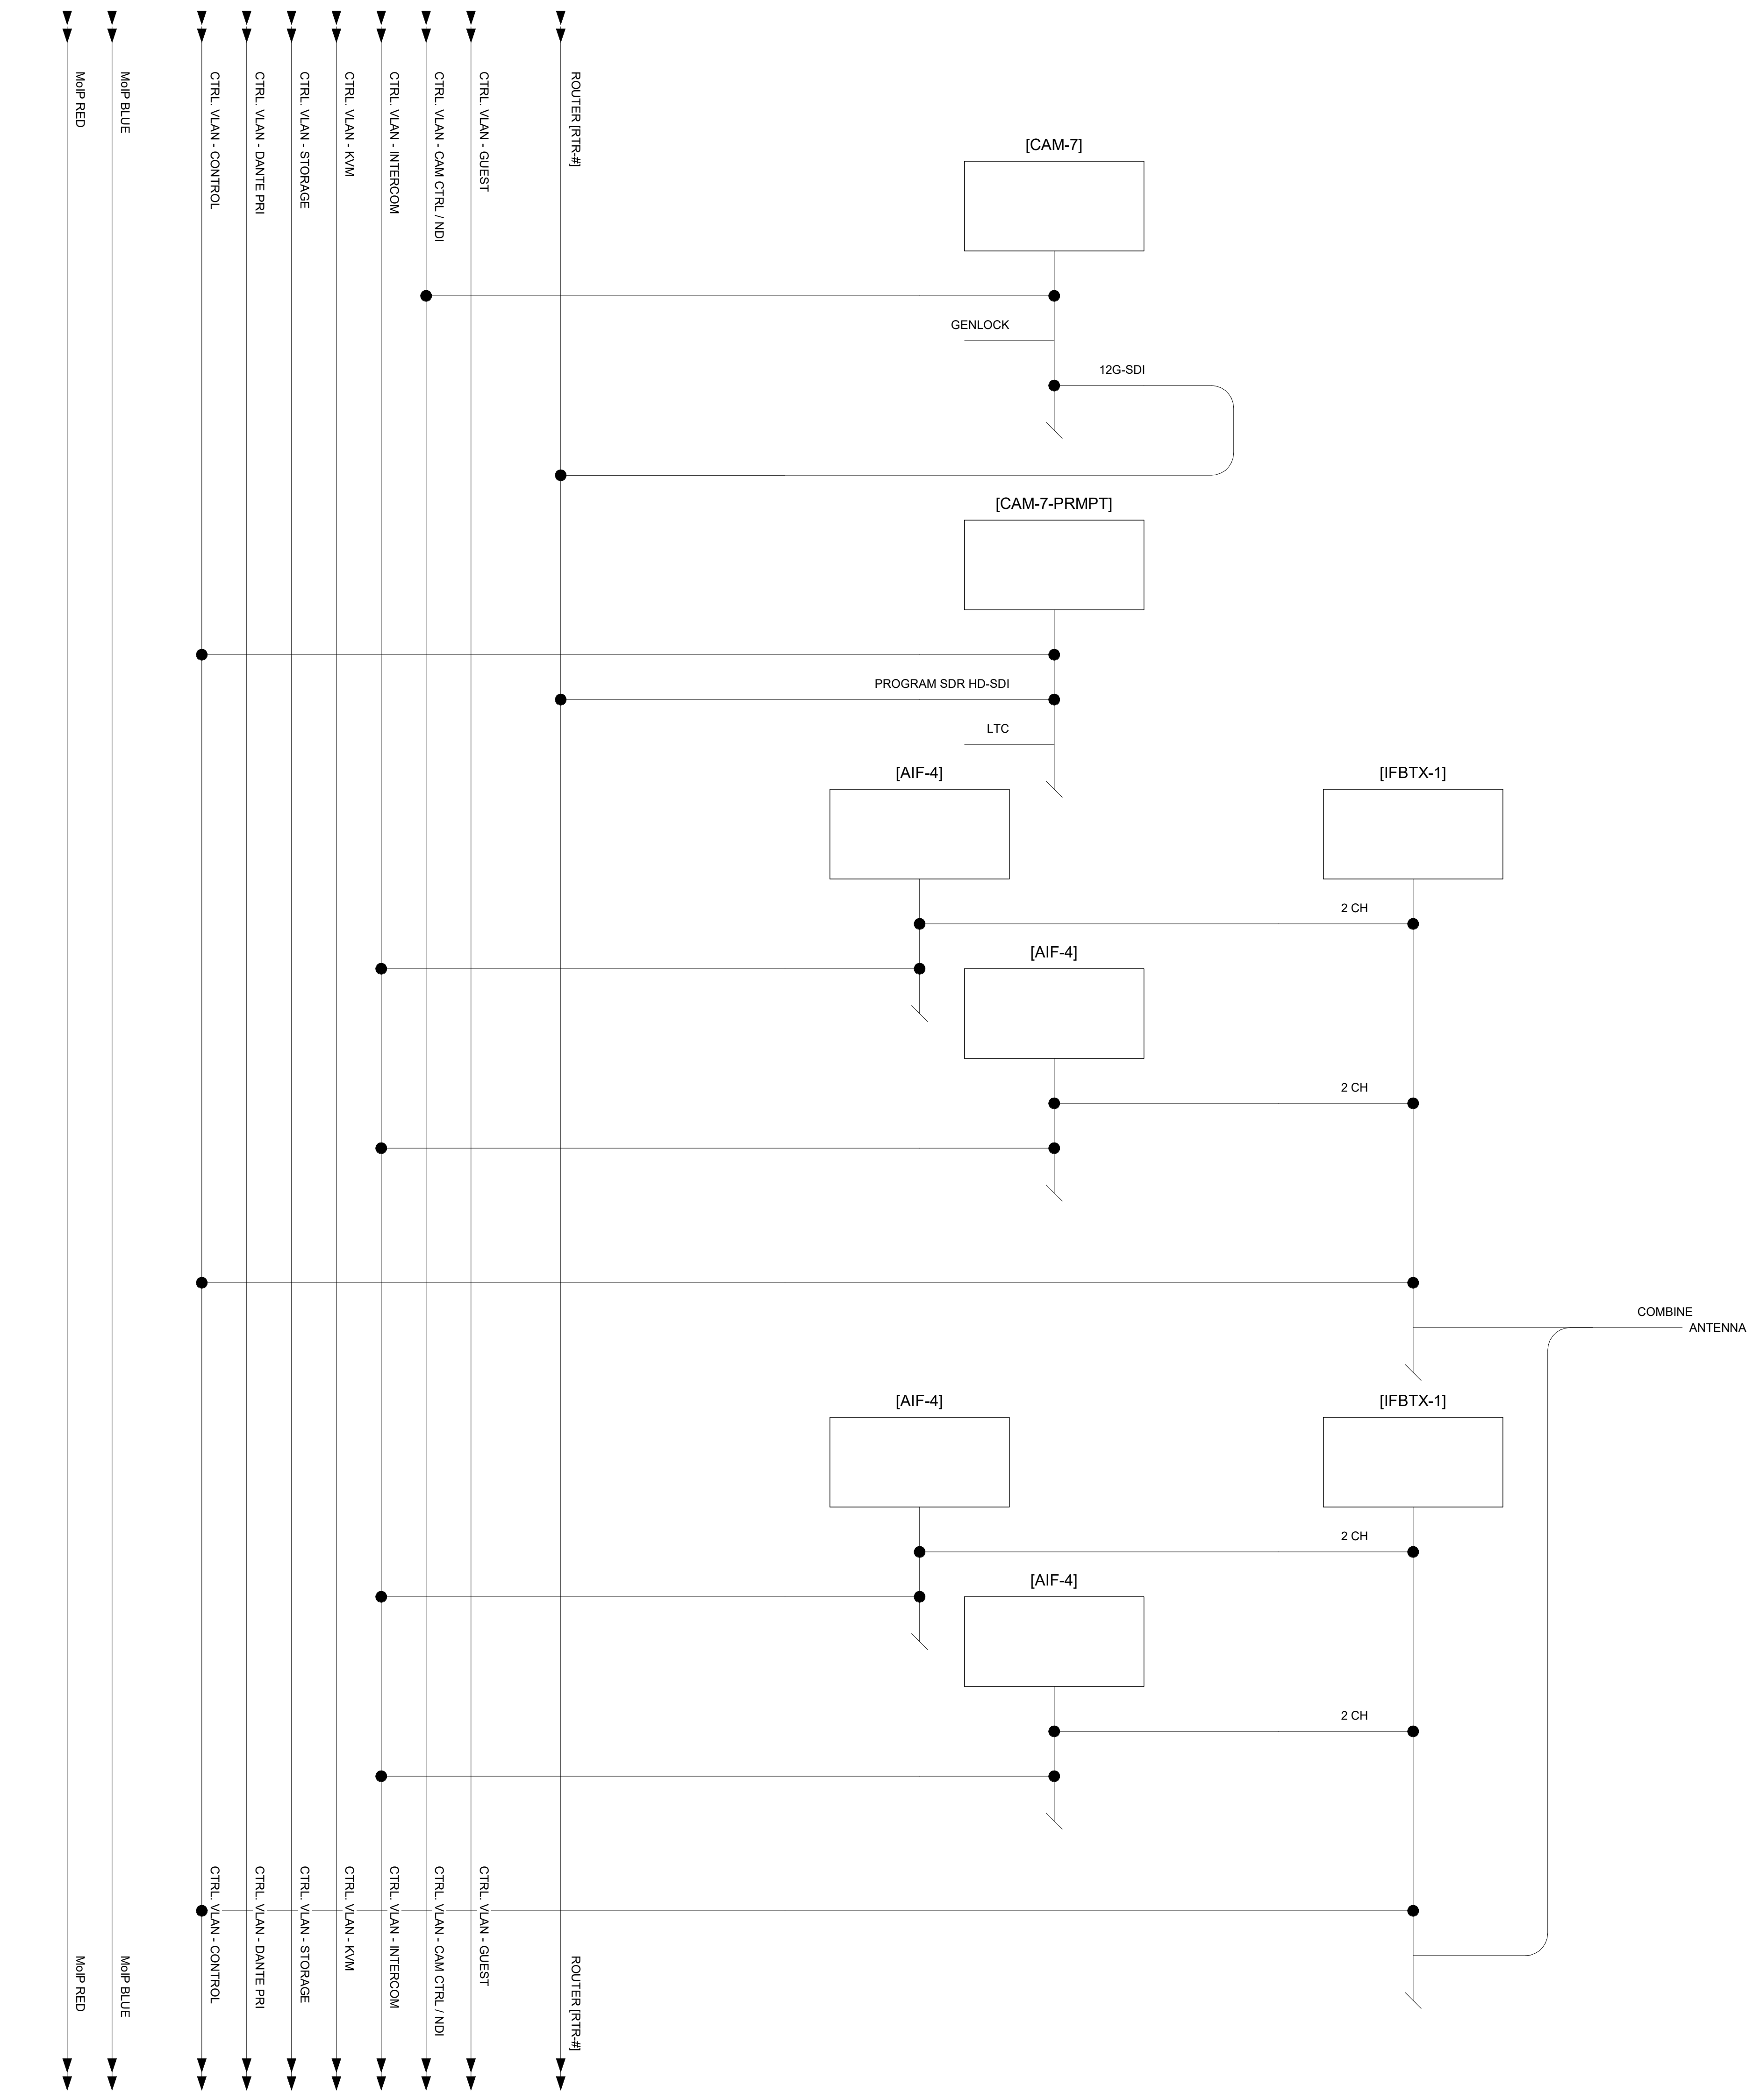 MoIP RED
MoIP BLUE
CTRL. VLAN - CONTROL
CTRL. VLAN - DANTE PRI
CTRL. VLAN - STORAGE
CTRL. VLAN - KVM
CTRL. VLAN - INTERCOM
CTRL. VLAN - CAM CTRL / NDI
CTRL. VLAN - GUEST
ROUTER [RTR-#]
[CAM-7]
GENLOCK
12G-SDI
[CAM-7-PRMPT]
PROGRAM SDR HD-SDI
LTC
[AIF-4]
[IFBTX-1]
2 CH
[AIF-4]
2 CH
COMBINE
ANTENNA
[AIF-4]
[IFBTX-1]
2 CH
[AIF-4]
2 CH
MoIP RED
MoIP BLUE
CTRL. VLAN - CONTROL
CTRL. VLAN - DANTE PRI
CTRL. VLAN - STORAGE
CTRL. VLAN - KVM
CTRL. VLAN - INTERCOM
CTRL. VLAN - CAM CTRL / NDI
CTRL. VLAN - GUEST
ROUTER [RTR-#]